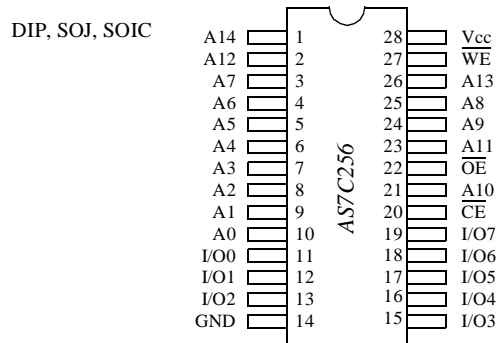 DIP, SOJ, SOIC
A14 1 28 Vcc
A12 2 27 WE
A7 3 26 A13
A6 4 25 A8
A5 5 24 A9
A4 6 23 A11
A3 7 22 OE
A2 8 21 A10
A1 9 20 CE
A0 10 19 I/O7
I/O0 11 18 I/O6
I/O1 12 17 I/O5
I/O2 13 16 I/O4
GND 14 15 I/O3
AS7C256